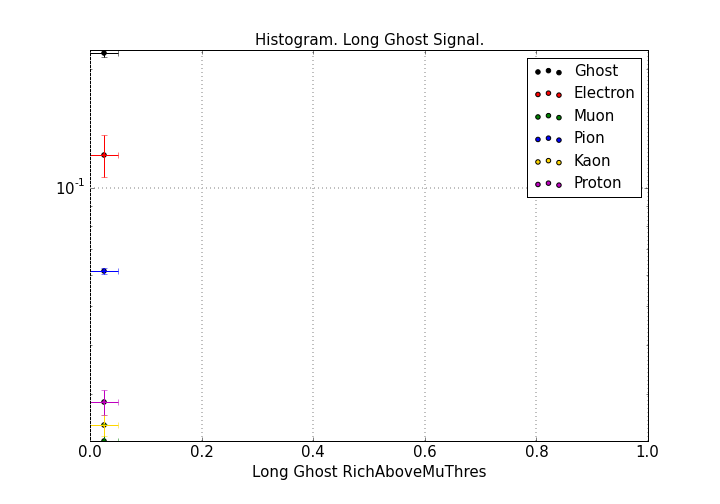 Histogram. Long Ghost Signal.
Ghost
Electron
Muon
Pion
Kaon
Proton
10^-1
0.0 0.2 0.4 0.6 0.8 1.0
Long Ghost RichAboveMuThres